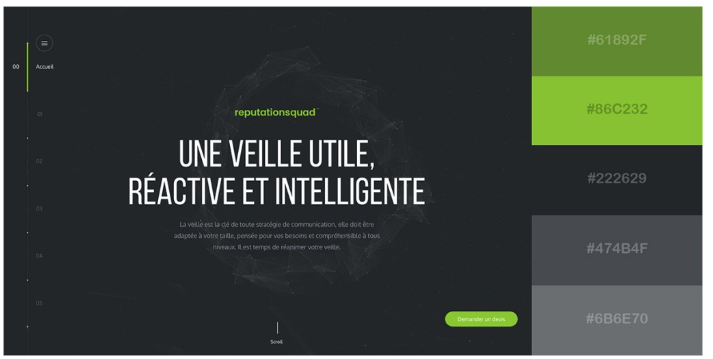 00
Accueil
01
02
03
04
05
reputationsquad
UNE VEILLE UTILE,
RÉACTIVE ET INTELLIGENTE
La veille est la clé de toute stratégie de communication, elle doit être
adaptée à votre taille, pensée pour vos besoins et compréhensible à tous
niveaux. Il est temps de réanimer votre veille.
Demander un devis
Scroll
#61892F
#86C232
#222629
#474B4F
#6B6E70